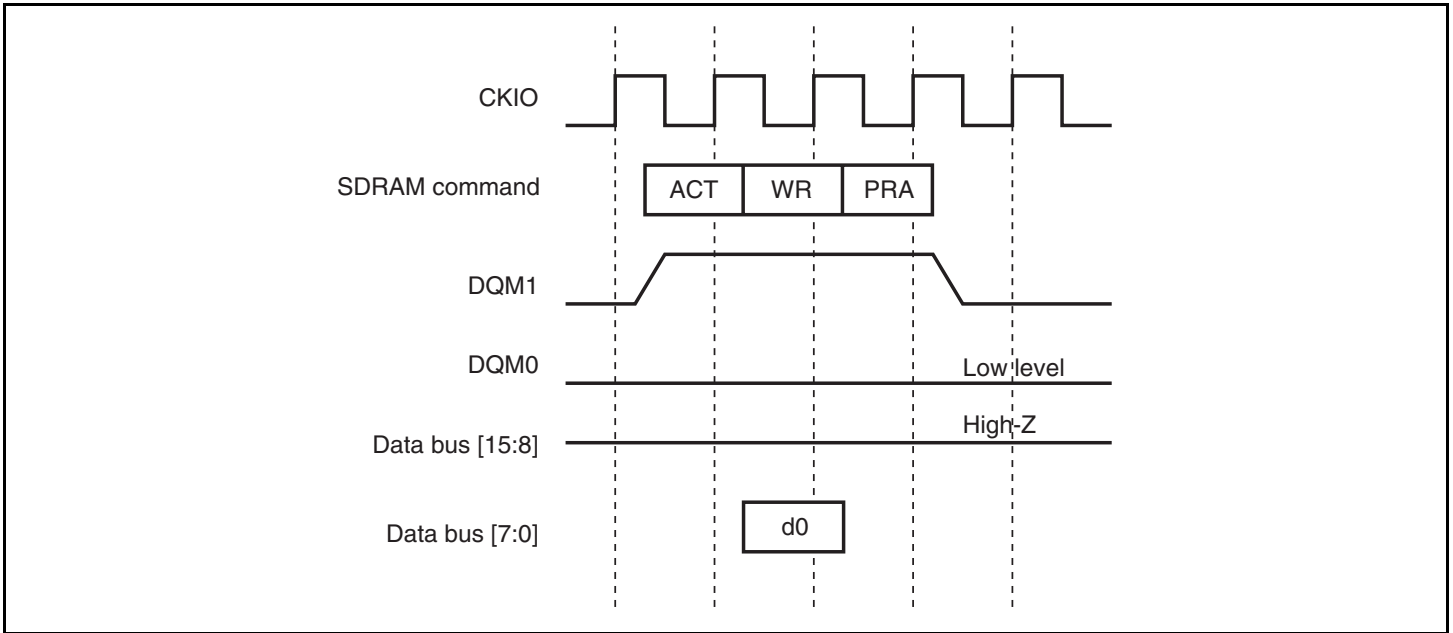 CKIO
SDRAM command
ACT WR PRA
DQM1
DQM0
Low level
Data bus [15:8]
High-Z
Data bus [7:0]
d0